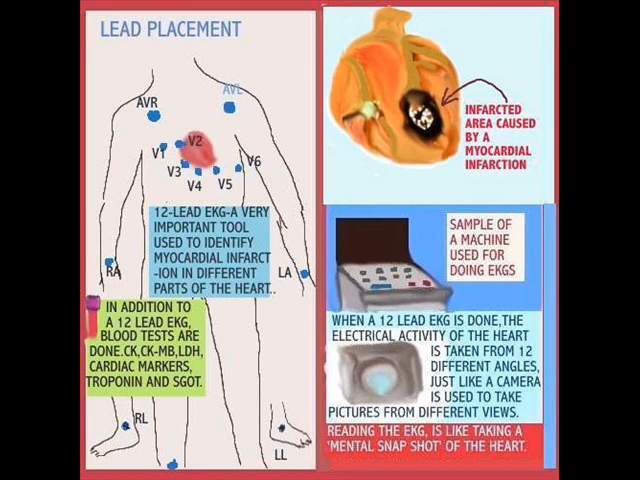 LEAD PLACEMENT
AVR
AVL
V1
V2
V3
V4
V5
V6
12-LEAD EKG-A VERY
IMPORTANT TOOL
USED TO IDENTIFY
MYOCARDIAL INFARCT
-ION IN DIFFERENT
PARTS OF THE HEART..
RA
LA
IN ADDITION TO
A 12 LEAD EKG,
BLOOD TESTS ARE
DONE.CK,CK-MB,LDH,
CARDIAC MARKERS,
TROPONIN AND SGOT.
RL
LL
INFARCTED
AREA CAUSED
BY A
MYOCARDIAL
INFARCTION
SAMPLE OF
A MACHINE
USED FOR
DOING EKGS
WHEN A 12 LEAD EKG IS DONE,THE
ELECTRICAL ACTIVITY OF THE HEART
IS TAKEN FROM 12
DIFFERENT ANGLES,
JUST LIKE A CAMERA
IS USED TO TAKE
PICTURES FROM DIFFERENT VIEWS.
READING THE EKG, IS LIKE TAKING A
'MENTAL SNAP SHOT' OF THE HEART.